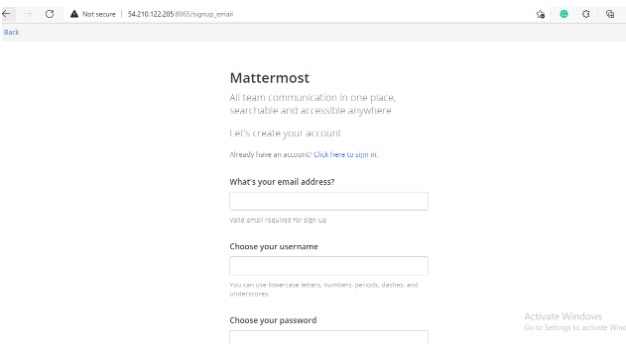 Not secure | 54.210.122.205:8065/signup_email
Back
Mattermost
All team communication in one place,
searchable and accessible anywhere
Let's create your account
Already have an account? Click here to sign in.
What's your email address?
Valid email required for sign-up
Choose your username
You can use lowercase letters, numbers, periods, dashes, and
underscores.
Choose your password
Activate Windows
Go to Settings to activate Wind